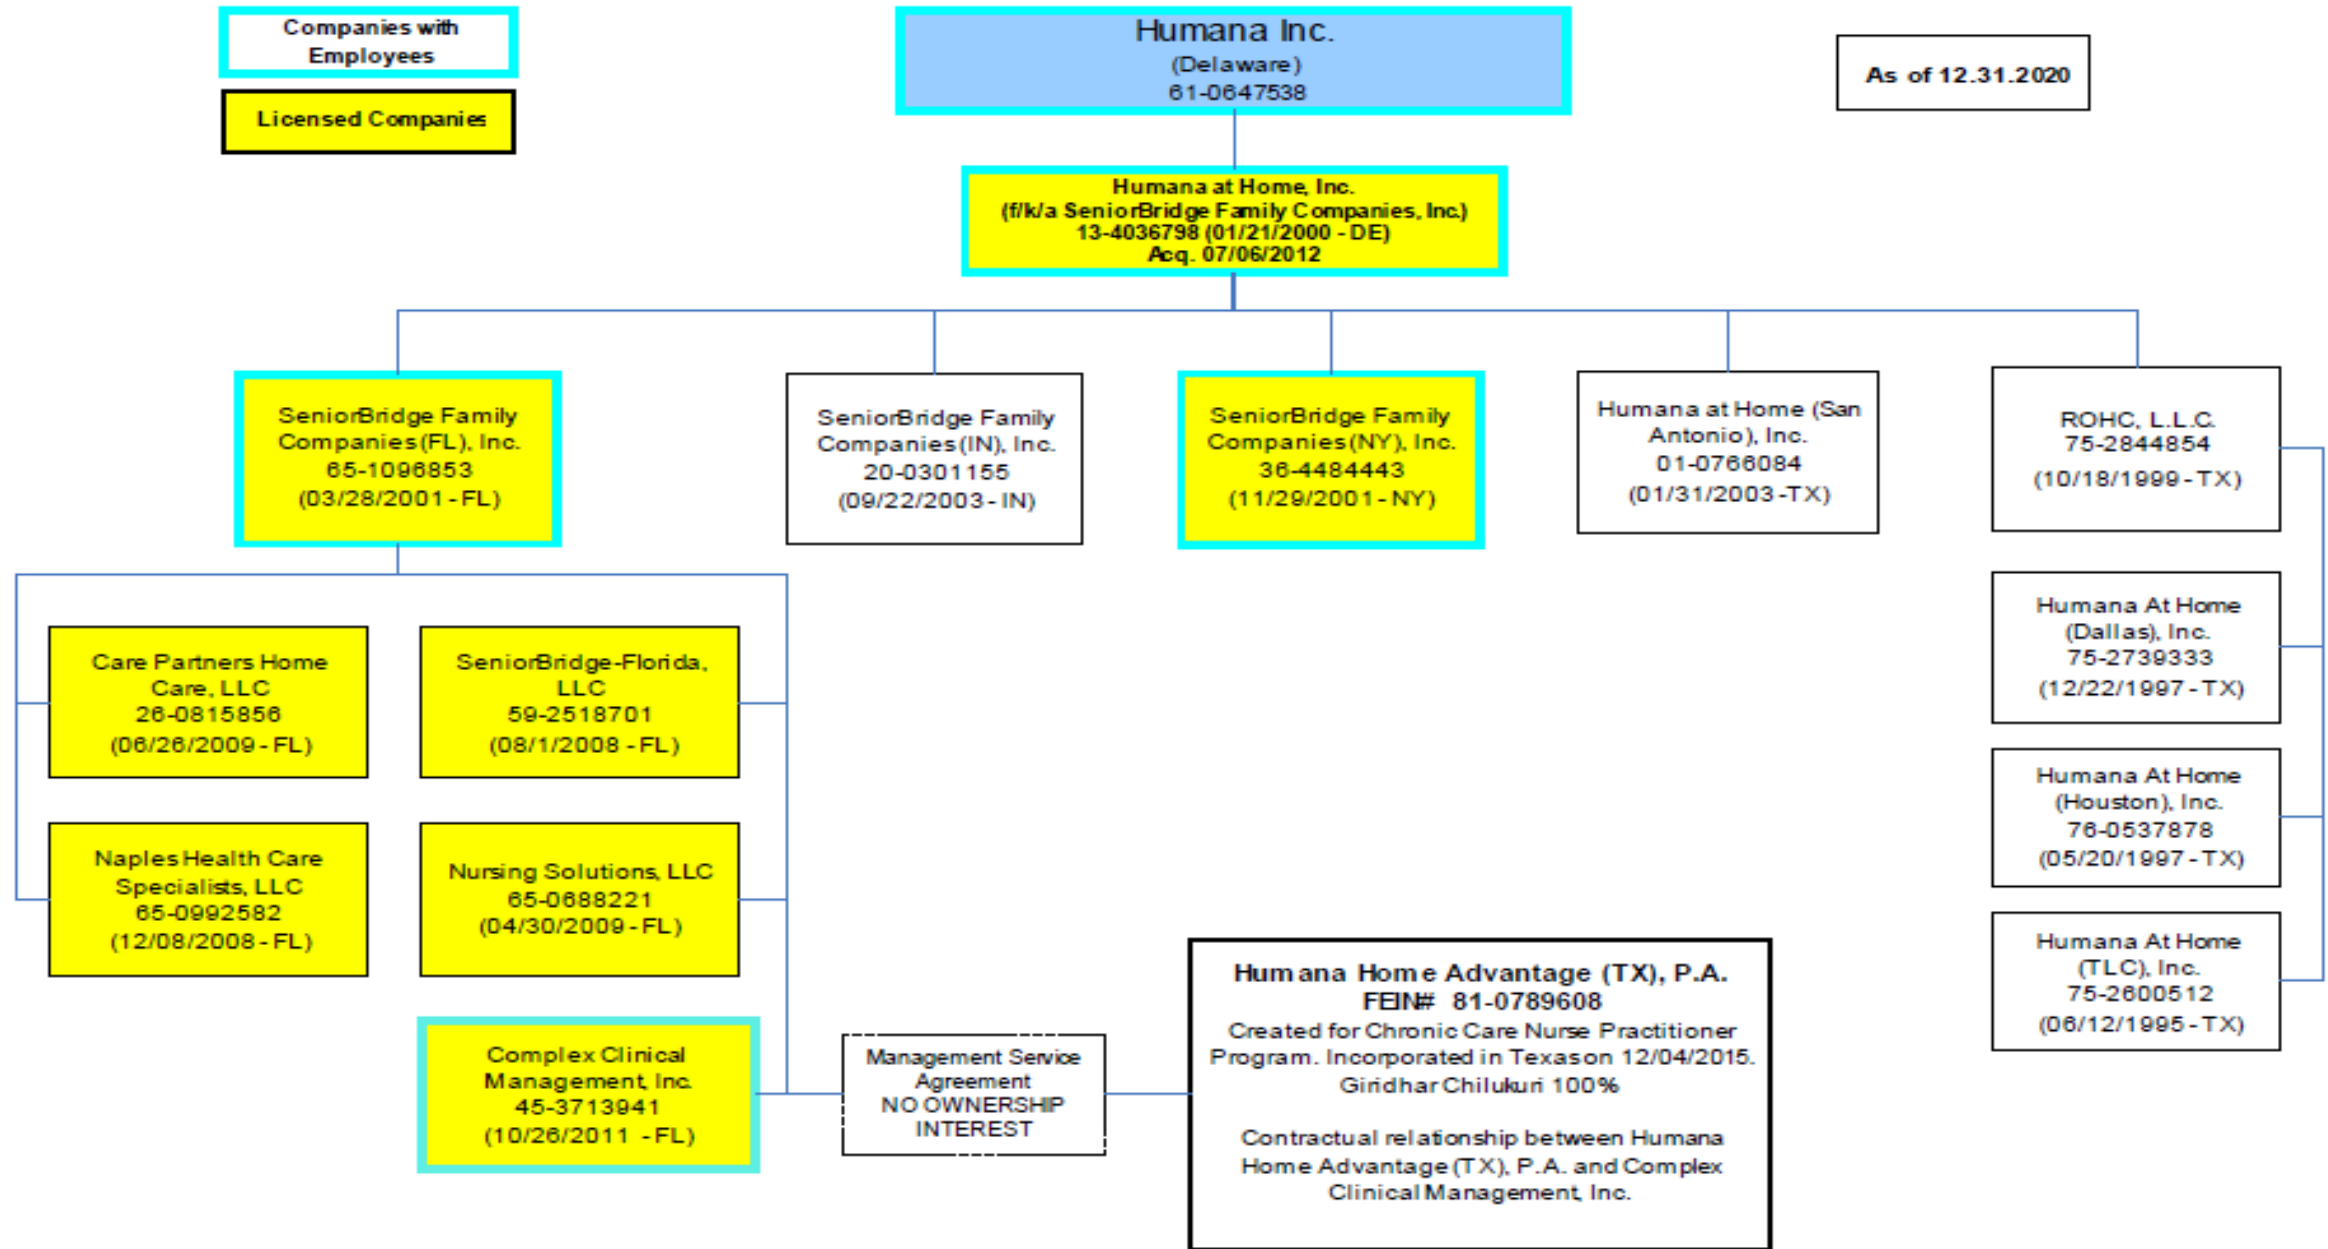 Companies with
Employees
Licensed Companies
Humana Inc.
(Delaware)
61-0647538
As of 12.31.2020
Humana at Home, Inc.
(f/k/a SeniorBridge Family Companies, Inc.)
13-4036798 (01/21/2000 - DE)
Acq. 07/06/2012
SeniorBridge Family
Companies (FL), Inc.
65-1096853
(03/28/2001 - FL)
SeniorBridge Family
Companies (IN), Inc.
20-0301155
(09/22/2003 - IN)
SeniorBridge Family
Companies (NY), Inc.
36-4484443
(11/29/2001 - NY)
Humana at Home (San
Antonio), Inc.
01-0766084
(01/31/2003 -TX)
ROHC, L.L.C.
75-2844854
(10/18/1999 - TX)
Care Partners Home
Care, LLC
26-0815856
(06/26/2009 - FL)
SeniorBridge-Florida,
LLC
59-2518701
(08/1/2008 - FL)
Humana At Home
(Dallas), Inc.
75-2739333
(12/22/1997 - TX)
Naples Health Care
Specialists, LLC
65-0992582
(12/08/2008 - FL)
Nursing Solutions, LLC
65-0688221
(04/30/2009 - FL)
Humana At Home
(Houston), Inc.
76-0537878
(05/20/1997 - TX)
Complex Clinical
Management, Inc.
45-3713941
(10/26/2011 - FL)
Management Service
Agreement
NO OWNERSHIP
INTEREST
Humana Home Advantage (TX), P.A.
FEIN# 81-0789608
Created for Chronic Care Nurse Practitioner
Program. Incorporated in Texas on 12/04/2015.
Giridhar Chilukuri 100%
Contractual relationship between Humana
Home Advantage (TX), P.A. and Complex
Clinical Management, Inc.
Humana At Home
(TLC), Inc.
75-2600512
(06/12/1995 - TX)